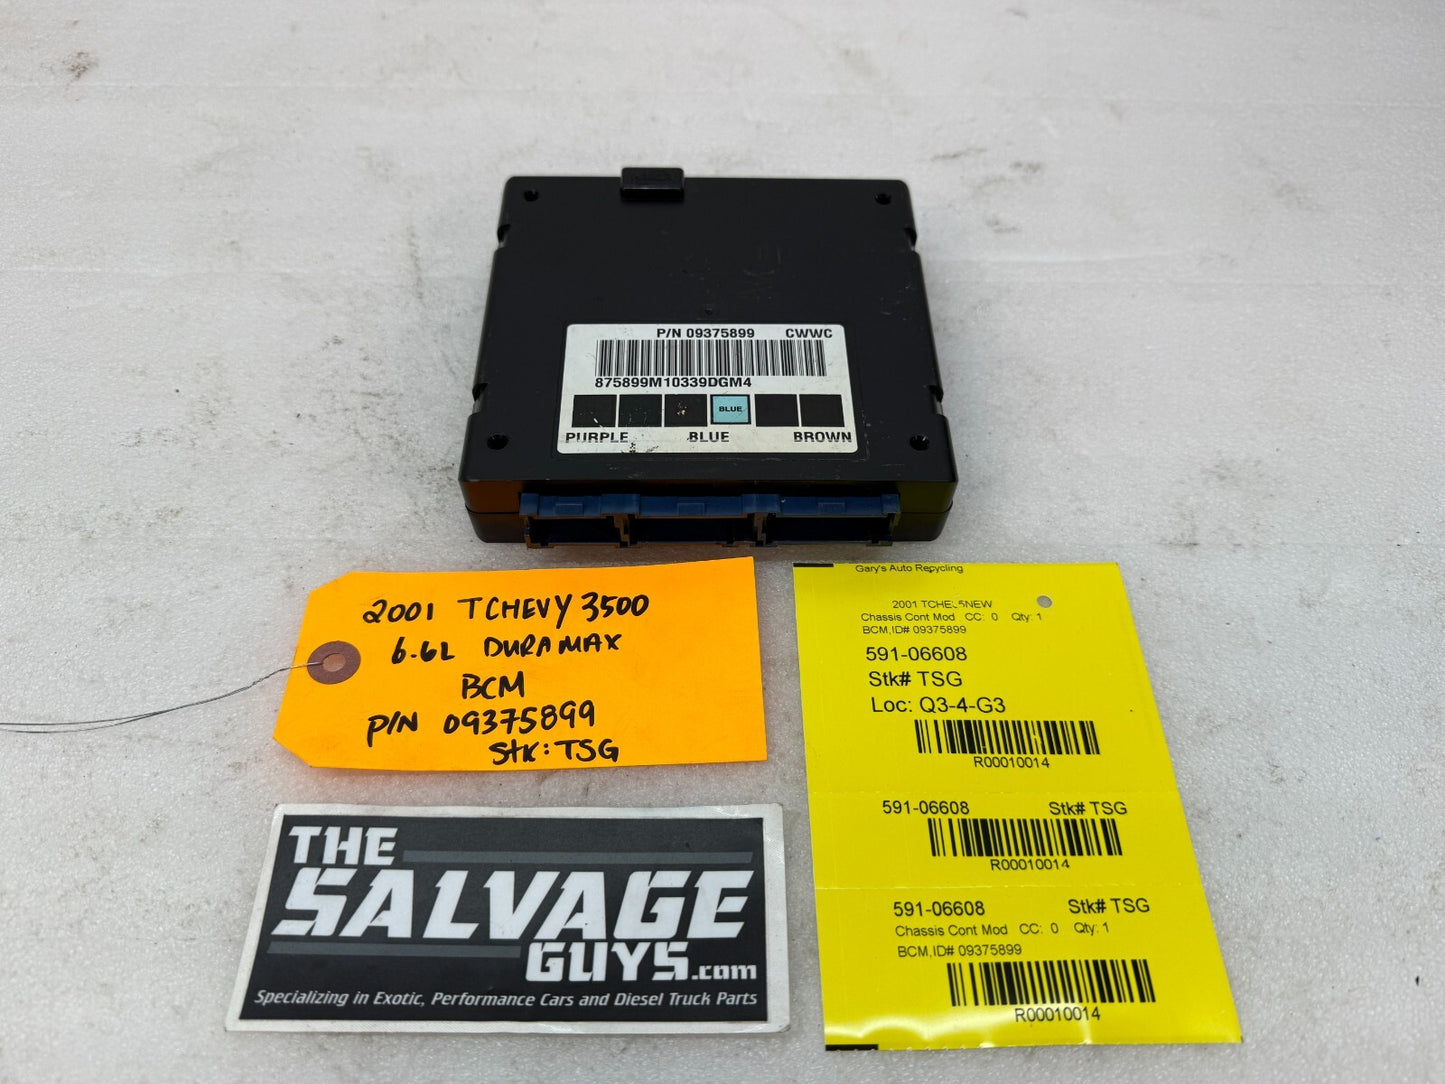 P/N 09375899 CWWC
875899M10339DGM4
BLUE
PURPLE BLUE BROWN
2001 TCHEVY 3500
6.6L DURAMAX
BCM
P/N 09375899
Stk: TSG
THE
SALVAGE
GUYS.com
Specializing in Exotic, Performance Cars and Diesel Truck Parts
Gary's Auto Recycling
2001
Chassis Cont Mod CC: 0 Qty: 1
BCM,ID# 09375899
591-06608
Stk# TSG
Loc: Q3-4-G3
R00010014
591-06608 Stk# TSG
R00010014
591-06608 Stk# TSG
Chassis Cont Mod CC: 0 Qty: 1
BCM,ID# 09375899
R00010014